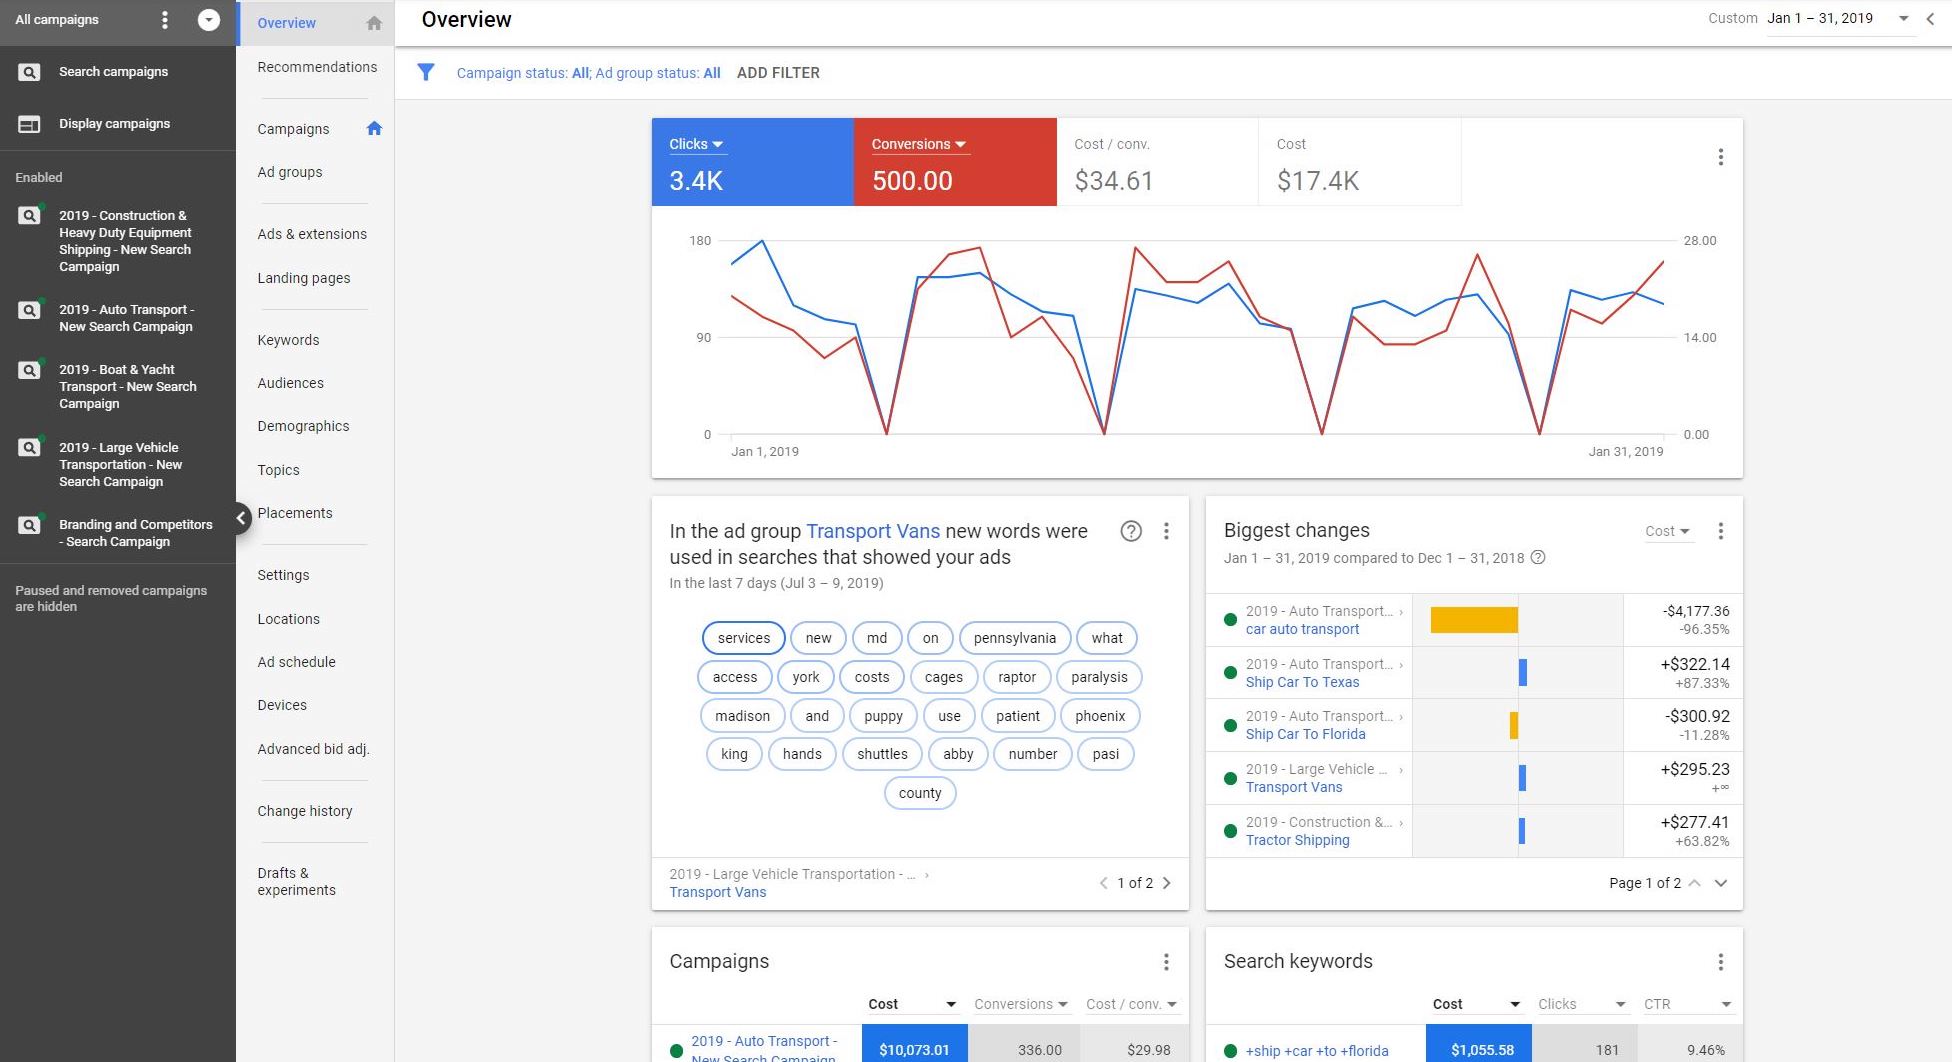 All campaigns
Search campaigns
Display campaigns
Enabled
2019 - Construction &
Heavy Duty Equipment
Shipping - New Search
Campaign
2019 - Auto Transport -
New Search Campaign
2019 - Boat & Yacht
Transport - New Search
Campaign
2019 - Large Vehicle
Transportation - New
Search Campaign
Branding and Competitors
- Search Campaign
Paused and removed campaigns
are hidden
Overview
Recommendations
Campaigns
Ad groups
Ads & extensions
Landing pages
Keywords
Audiences
Demographics
Topics
Placements
Settings
Locations
Ad schedule
Devices
Advanced bid adj.
Change history
Drafts &
experiments
Overview
Custom Jan 1 – 31, 2019
Campaign status: All; Ad group status: All ADD FILTER
Clicks Conversions Cost / conv. Cost
3.4K 500.00 $34.61 $17.4K
180 28.00
90 14.00
0 0.00
Jan 1, 2019 Jan 31, 2019
In the ad group Transport Vans new words were
used in searches that showed your ads
In the last 7 days (Jul 3 – 9, 2019)
services new md on pennsylvania what
access york costs cages raptor paralysis
madison and puppy use patient phoenix
king hands shuttles abby number pasi
county
2019 - Large Vehicle Transportation - ... ›
Transport Vans
1 of 2
Biggest changes
Cost
Jan 1 – 31, 2019 compared to Dec 1 – 31, 2018
2019 - Auto Transport... › -$4,177.36
car auto transport -96.35%
2019 - Auto Transport... › +$322.14
Ship Car To Texas +87.33%
2019 - Auto Transport... › -$300.92
Ship Car To Florida -11.28%
2019 - Large Vehicle ... › +$295.23
Transport Vans +∞
2019 - Construction &... › +$277.41
Tractor Shipping +63.82%
Page 1 of 2
Campaigns
Cost Conversions Cost / conv.
2019 - Auto Transport - $10,073.01 336.00 $29.98
New Search Campaign
Search keywords
Cost Clicks CTR
+ship +car +to +florida $1,055.58 181 9.46%